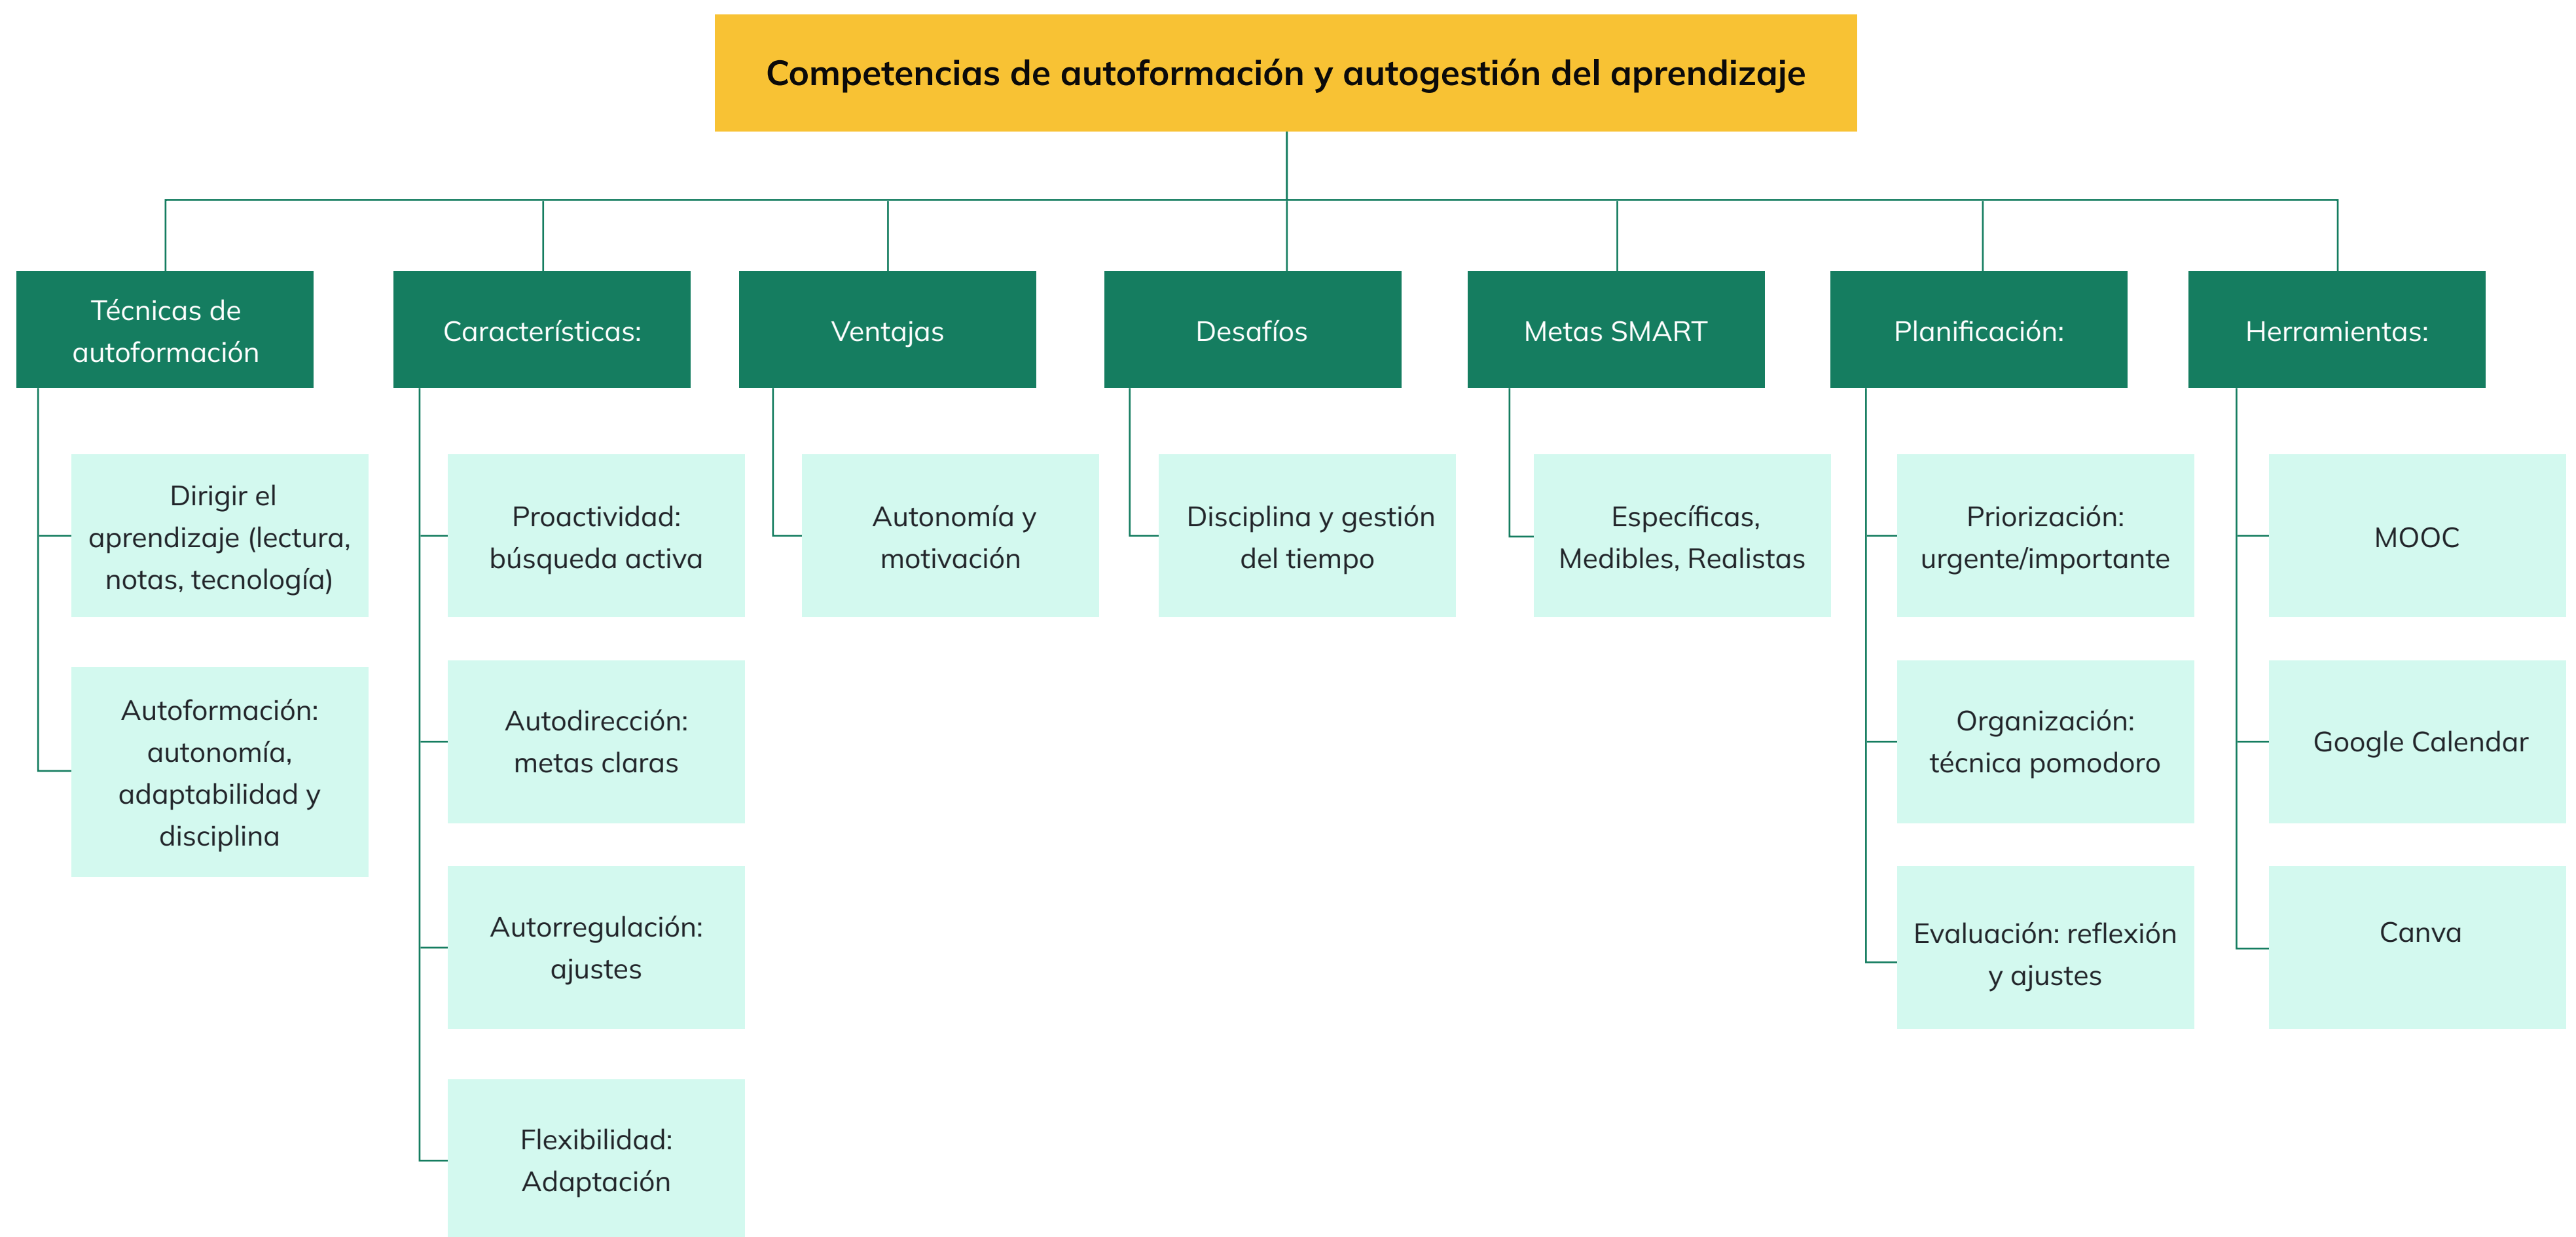 Competencias de autoformación y autogestión del aprendizaje
Técnicas de
autoformación
Características:
Ventajas
Desafíos
Metas SMART
Planificación:
Herramientas:
Dirigir el
aprendizaje (lectura,
notas, tecnología)
Autoformación:
autonomía,
adaptabilidad y
disciplina
Proactividad:
búsqueda activa
Autodirección:
metas claras
Autorregulación:
ajustes
Flexibilidad:
Adaptación
Autonomía y
motivación
Disciplina y gestión
del tiempo
Específicas,
Medibles, Realistas
Priorización:
urgente/importante
Organización:
técnica pomodoro
Evaluación: reflexión
y ajustes
MOOC
Google Calendar
Canva